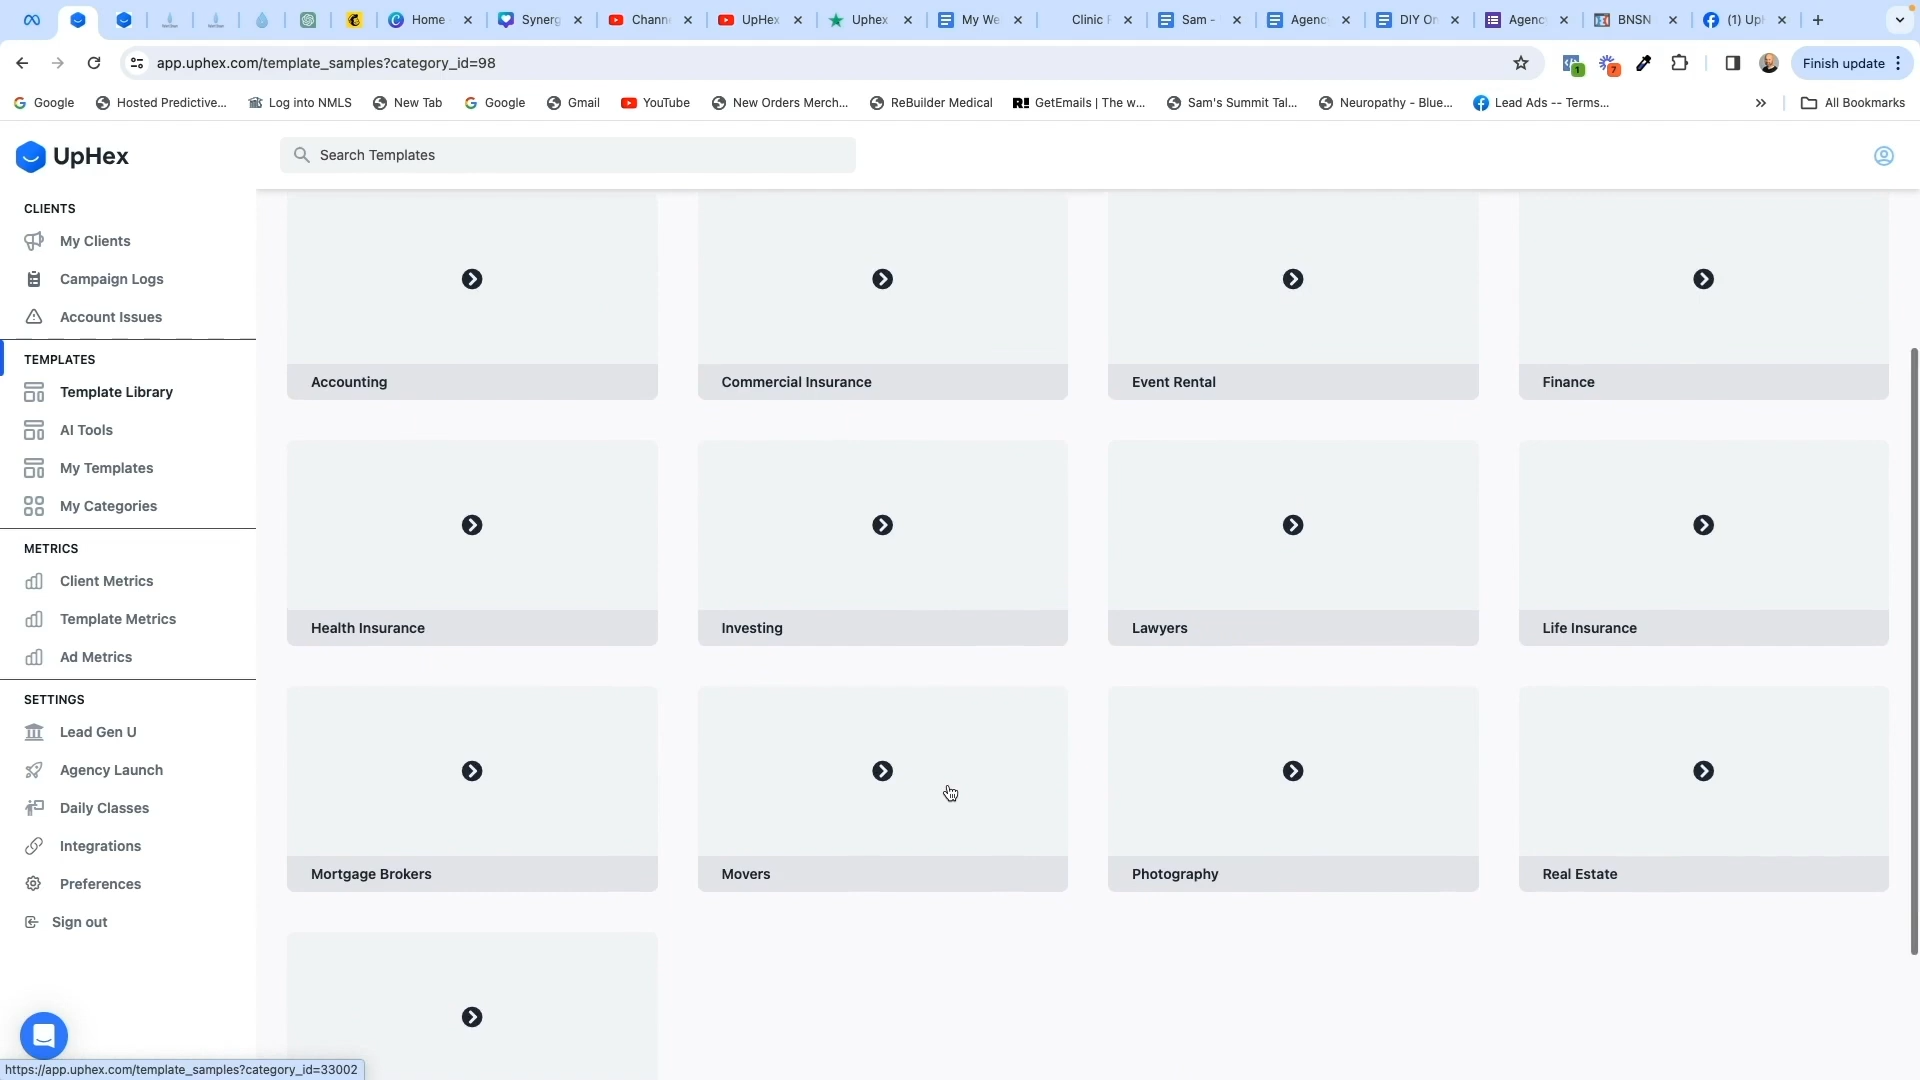 Home
Synerg
Chann
UpHex
Uphex
My We
Clinic F
Sam -
Agenc
DIY On
Agenc
BNSN
(1) Up
app.uphex.com/template_samples?category_id=98
1
7
Finish update
Google
Hosted Predictive...
Log into NMLS
New Tab
Google
Gmail
YouTube
New Orders Merch...
ReBuilder Medical
R!
GetEmails | The w...
Sam's Summit Tal...
Neuropathy - Blue...
Lead Ads -- Terms...
»
All Bookmarks
UpHex
Search Templates
CLIENTS
My Clients
Campaign Logs
Account Issues
TEMPLATES
Template Library
AI Tools
My Templates
My Categories
METRICS
Client Metrics
Template Metrics
Ad Metrics
SETTINGS
Lead Gen U
Agency Launch
Daily Classes
Integrations
Preferences
Sign out
Accounting
Commercial Insurance
Event Rental
Finance
Health Insurance
Investing
Lawyers
Life Insurance
Mortgage Brokers
Movers
Photography
Real Estate
https://app.uphex.com/template_samples?category_id=33002